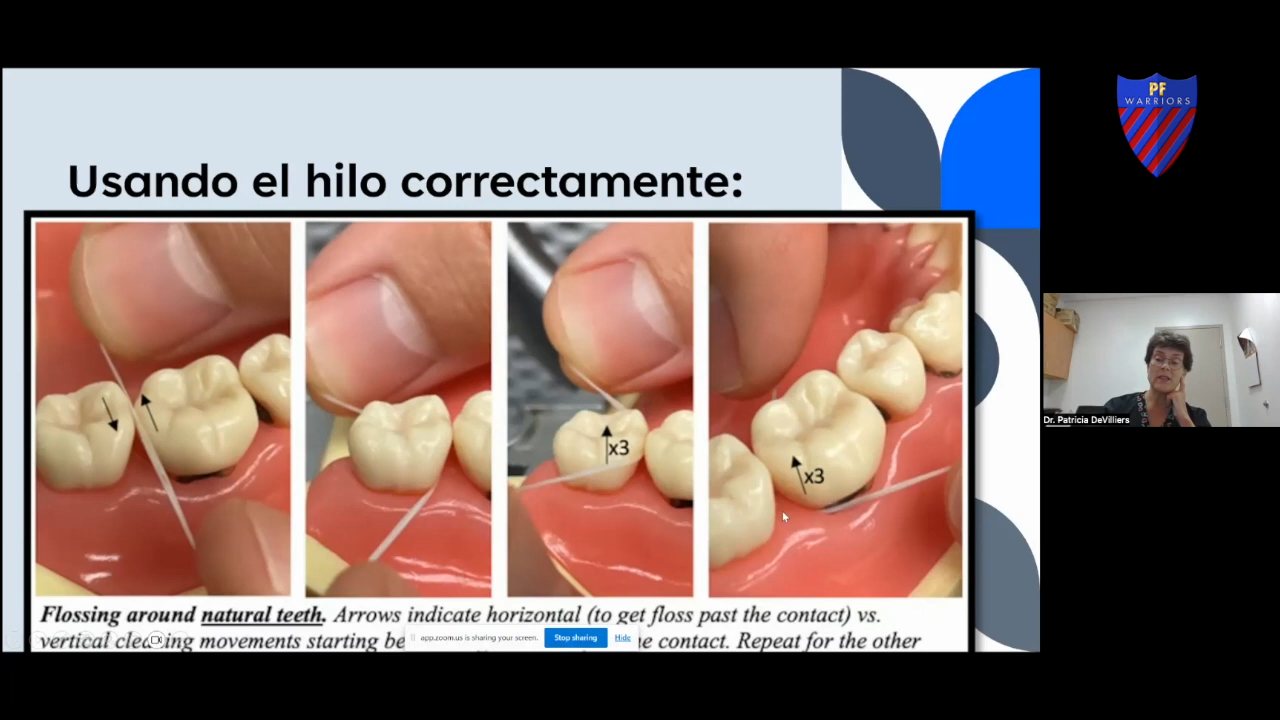 PF
WARRIORS
Usando el hilo correctamente:
x3
x3
Dr. Patricia DeVilliers
Flossing around natural teeth. Arrows indicate horizontal (to get floss past the contact) vs.
vertical cleaning movements starting be
contact. Repeat for the other
app.zoom.us is sharing your screen. Stop sharing Hide